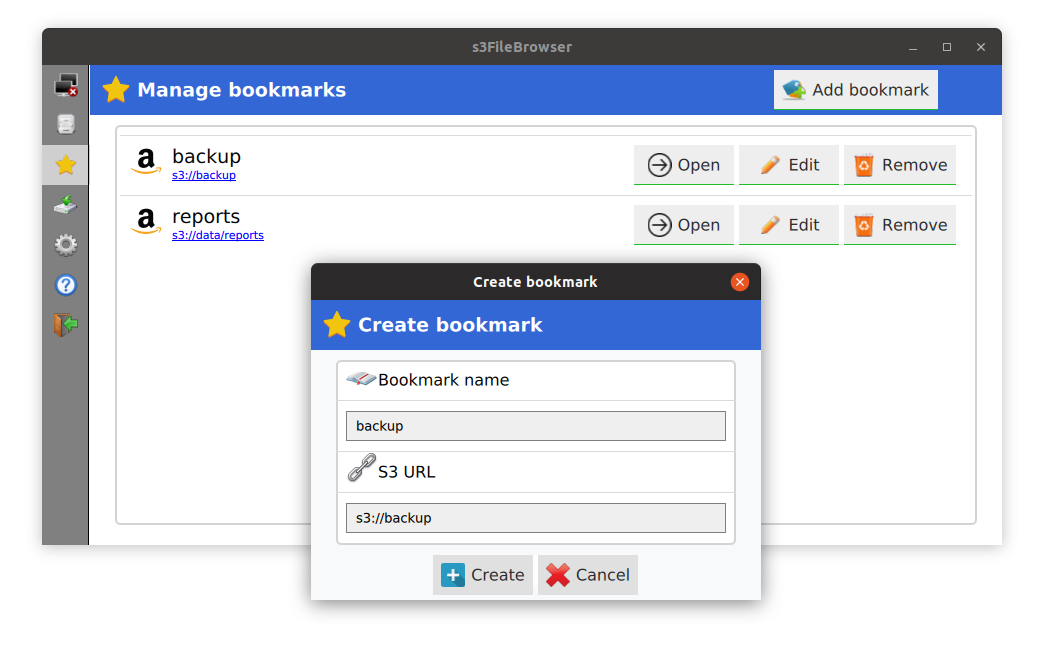 s3FileBrowser
Manage bookmarks
Add bookmark
backup
s3://backup
Open
Edit
Remove
reports
s3://data/reports
Open
Edit
Remove
Create bookmark
Create bookmark
Bookmark name
backup
S3 URL
s3://backup
Create
Cancel